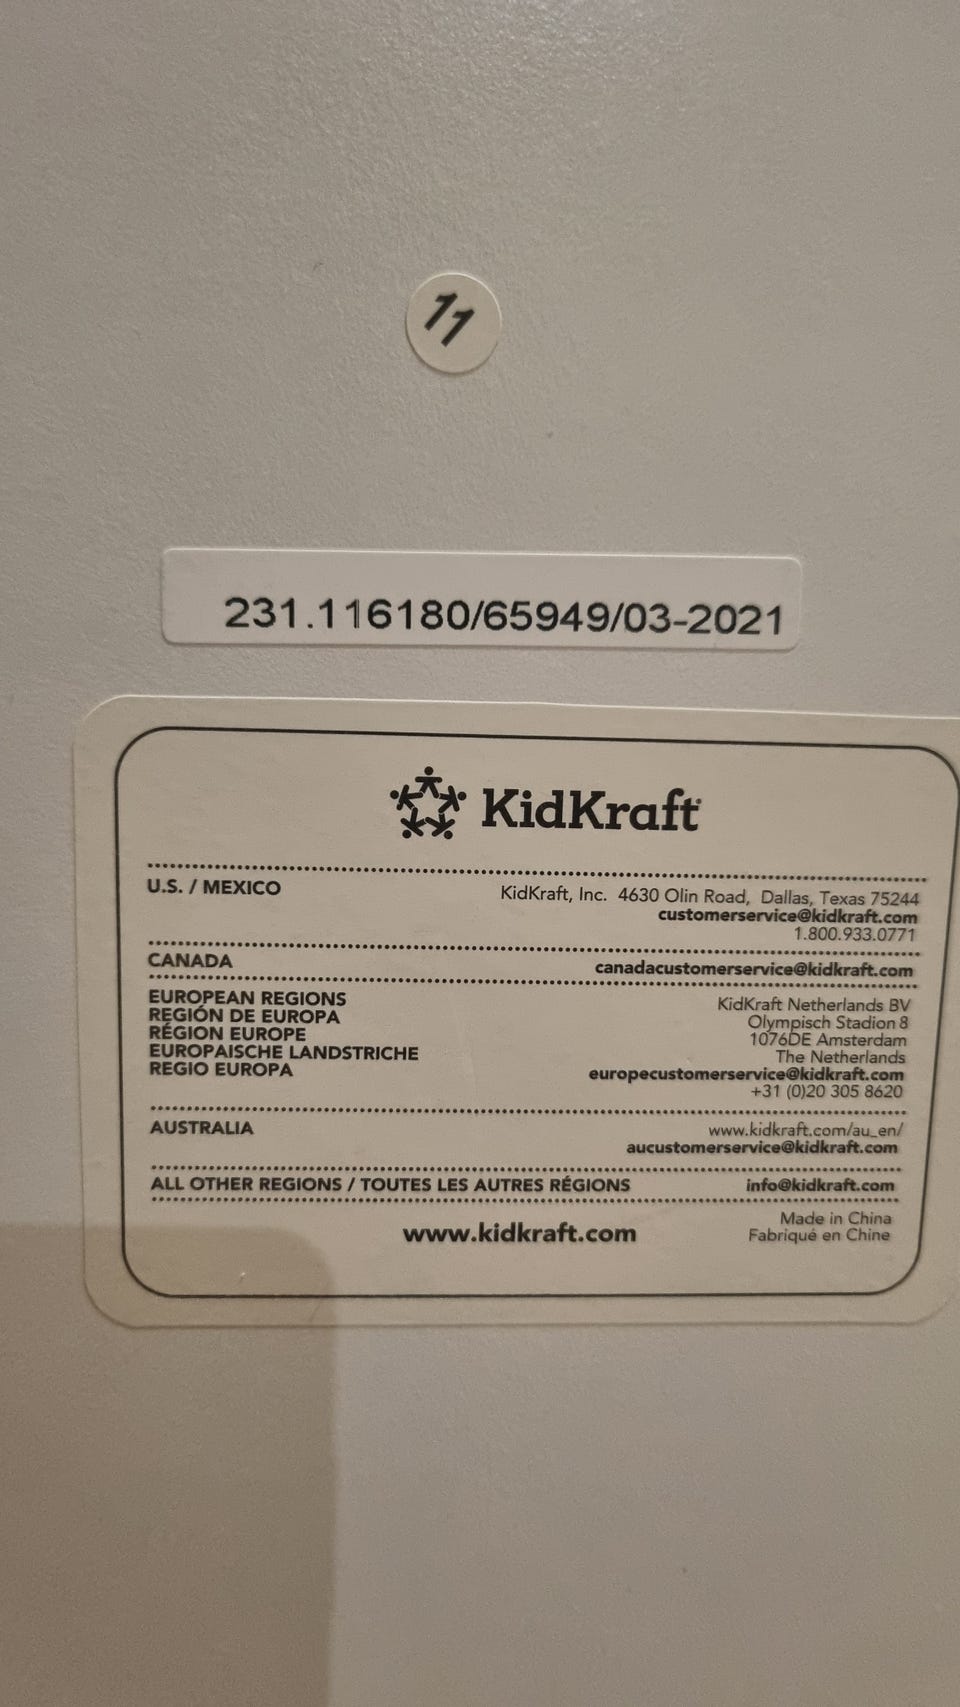 11
231.116180/65949/03-2021
KidKraft
U.S. / MEXICO
KidKraft, Inc. 4630 Olin Road, Dallas, Texas 75244
customerservice@kidkraft.com
1.800.933.0771
CANADA
canadacustomerservice@kidkraft.com
EUROPEAN REGIONS
REGIÓN DE EUROPA
RÉGION EUROPE
EUROPAISCHE LANDSTRICHE
REGIO EUROPA
KidKraft Netherlands BV
Olympisch Stadion 8
1076DE Amsterdam
The Netherlands
europecustomerservice@kidkraft.com
+31 (0)20 305 8620
AUSTRALIA
www.kidkraft.com/au_en/
aucustomerservice@kidkraft.com
ALL OTHER REGIONS / TOUTES LES AUTRES RÉGIONS
info@kidkraft.com
www.kidkraft.com
Made in China
Fabriqué en Chine